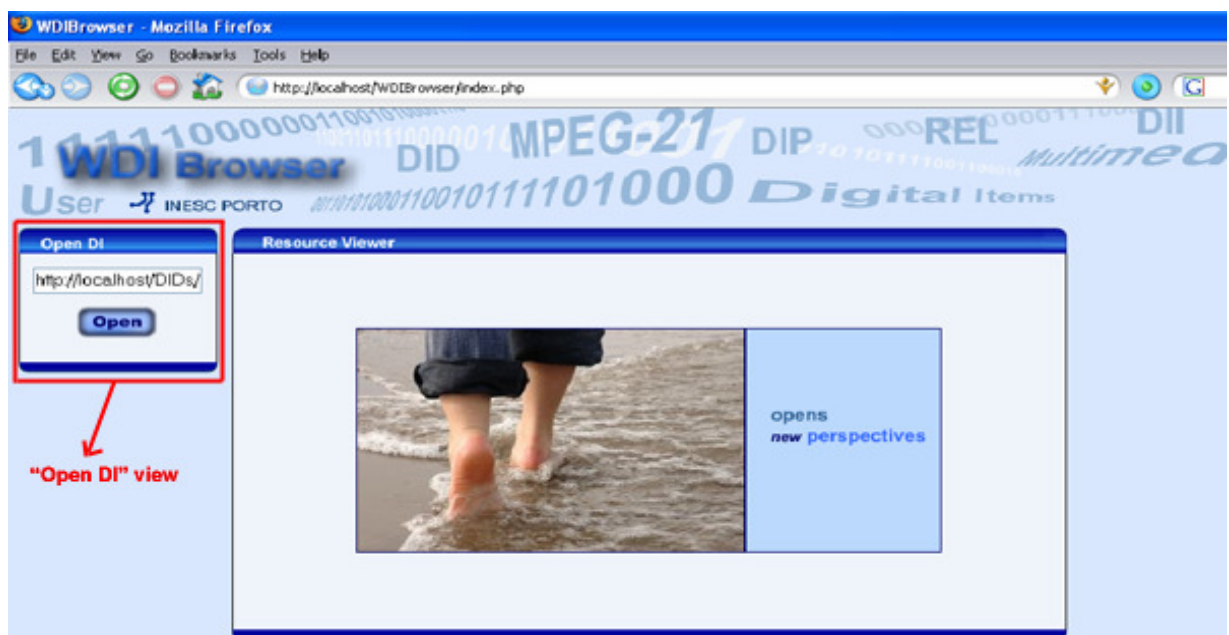 WDIBrowser - Mozilla Firefox
File Edit View Go Bookmarks Tools Help
http://localhost/WDIBrowser/index.php
G
1111100000011001010
MPEG-21
DIP
REL
DII
WDI Browser
DID
Multimed
User
INESC PORTO
Digital Items
Open DI
Resource Viewer
http://localhost/DIDs/
Open
opens
new perspectives
"Open DI" view